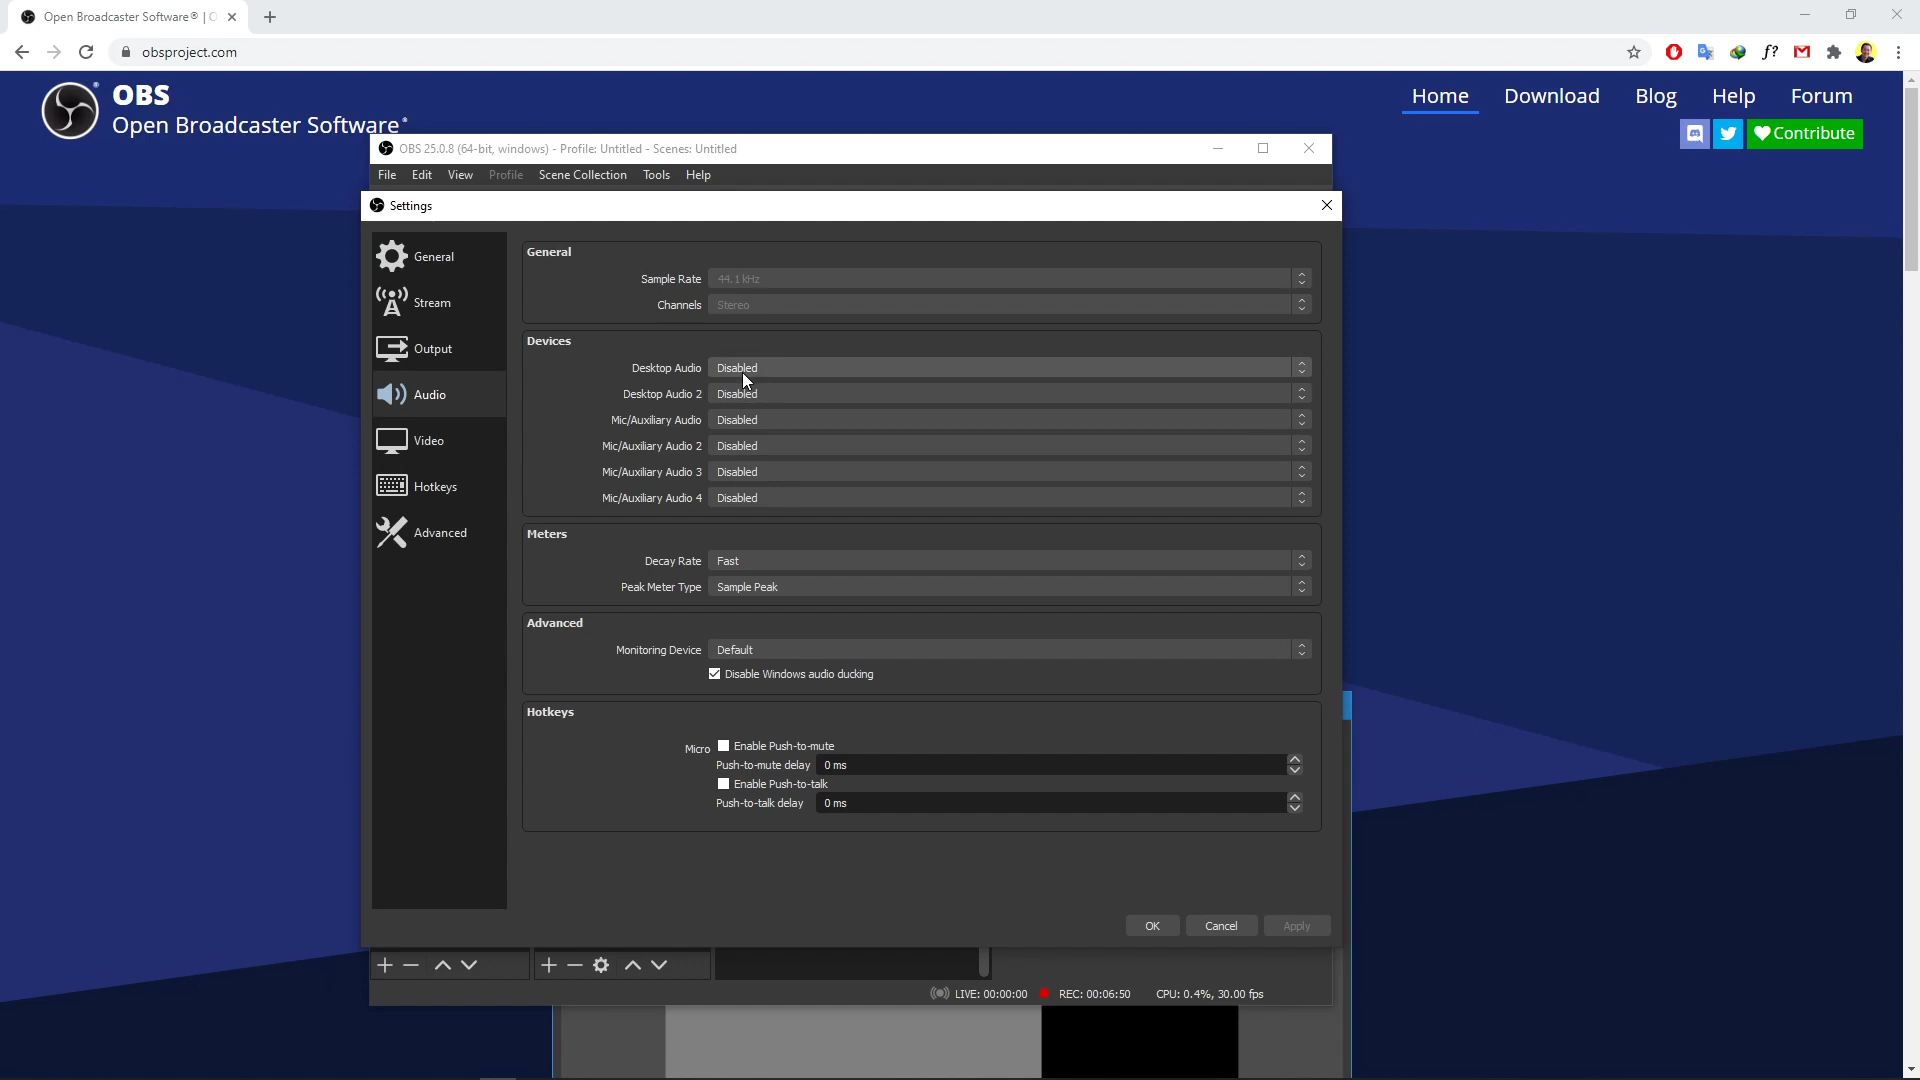 Open Broadcaster Software® | O
obsproject.com
OBS
Open Broadcaster Software®
Home Download Blog Help Forum
Contribute
OBS 25.0.8 (64-bit, windows) - Profile: Untitled - Scenes: Untitled
File Edit View Profile Scene Collection Tools Help
Settings
General
Stream
Output
Audio
Video
Hotkeys
Advanced
General
Sample Rate 44.1kHz
Channels Stereo
Devices
Desktop Audio Disabled
Desktop Audio 2 Disabled
Mic/Auxiliary Audio Disabled
Mic/Auxiliary Audio 2 Disabled
Mic/Auxiliary Audio 3 Disabled
Mic/Auxiliary Audio 4 Disabled
Meters
Decay Rate Fast
Peak Meter Type Sample Peak
Advanced
Monitoring Device Default
Disable Windows audio ducking
Hotkeys
Micro Enable Push-to-mute
Push-to-mute delay 0 ms
Enable Push-to-talk
Push-to-talk delay 0 ms
OK Cancel Apply
LIVE: 00:00:00 REC: 00:06:50 CPU: 0.4%, 30.00 fps